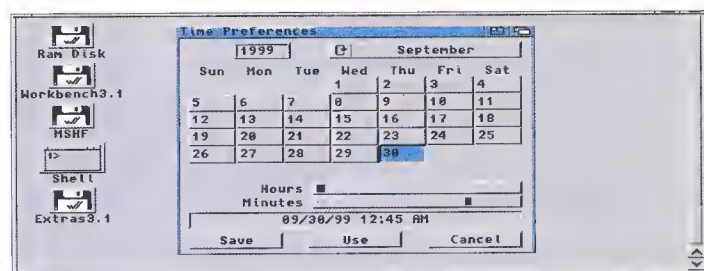 Time Preferences
1999 September
Sun Mon Tue Wed Thu Fri Sat
1 2 3 4
5 6 7 8 9 10 11
12 13 14 15 16 17 18
19 20 21 22 23 24 25
26 27 28 29 30
Hours
Minutes
09/30/99 12:45 AM
Save Use Cancel
Ram Disk
Workbench3.1
MSHF
1>
Shell
Extras3.1